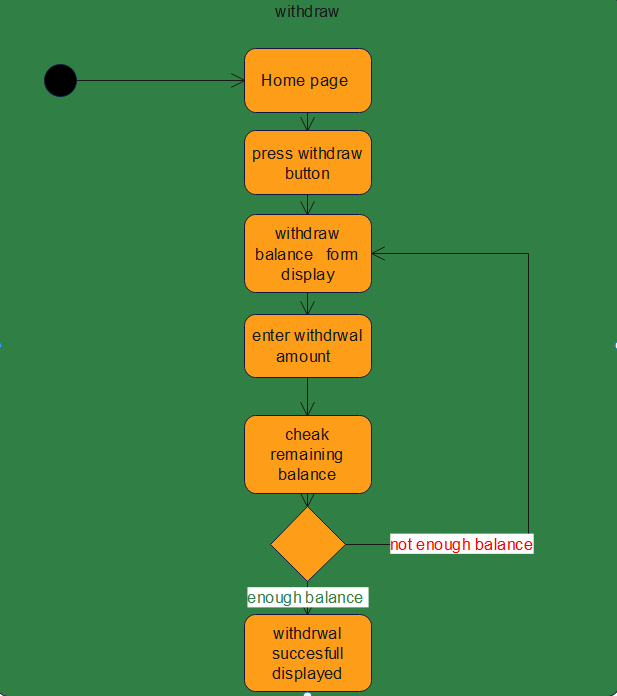 withdraw
Home page
press withdraw
button
withdraw
balance form
display
enter withdrwal
amount
cheak
remaining
balance
not enough balance
enough balance
withdrwal
succesfull
displayed